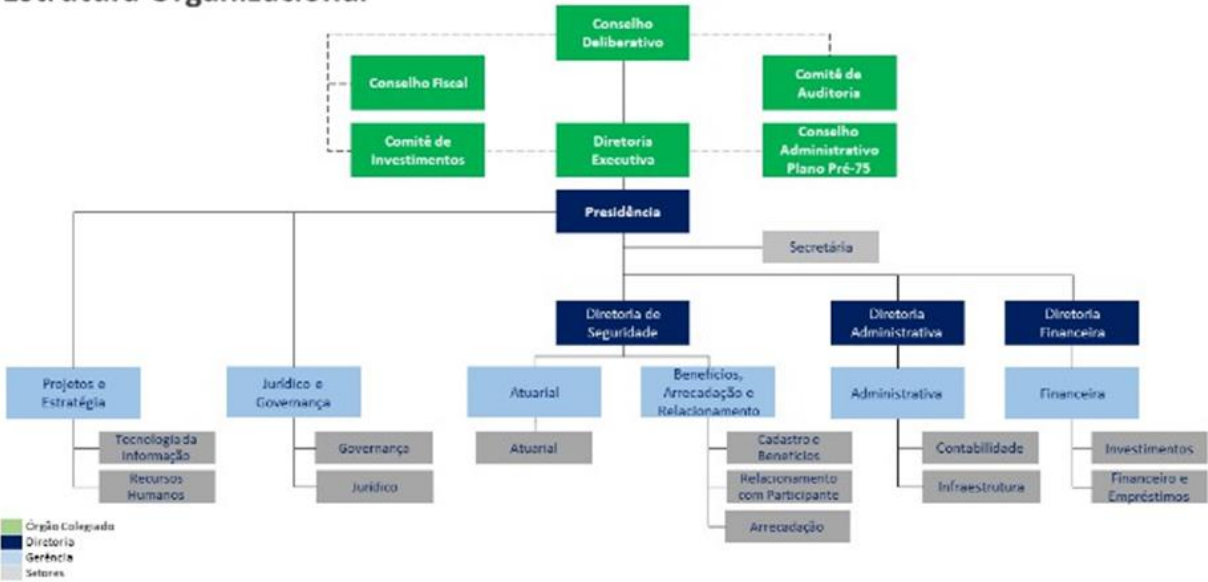 Estrutura Organizacional
Conselho
Deliberativo
Conselho Fiscal
Comitê de
Auditoria
Comitê de
Investimentos
Diretoria
Executiva
Conselho
Administrativo
Plano Pré-75
Presidência
Secretária
Diretoria de
Seguridade
Diretoria
Administrativa
Diretoria
Financeira
Projetos e
Estratégia
Jurídico e
Governança
Atuarial
Benefícios,
Arrecadação e
Relacionamento
Administrativa
Financeira
Tecnologia da
Informação
Recursos
Humanos
Governança
Jurídico
Atuarial
Cadastro e
Benefícios
Relacionamento
com Participante
Arrecadação
Contabilidade
Infraestrutura
Investimentos
Financeiro e
Empréstimos
Órgão Colegiado
Diretoria
Gerência
Setores